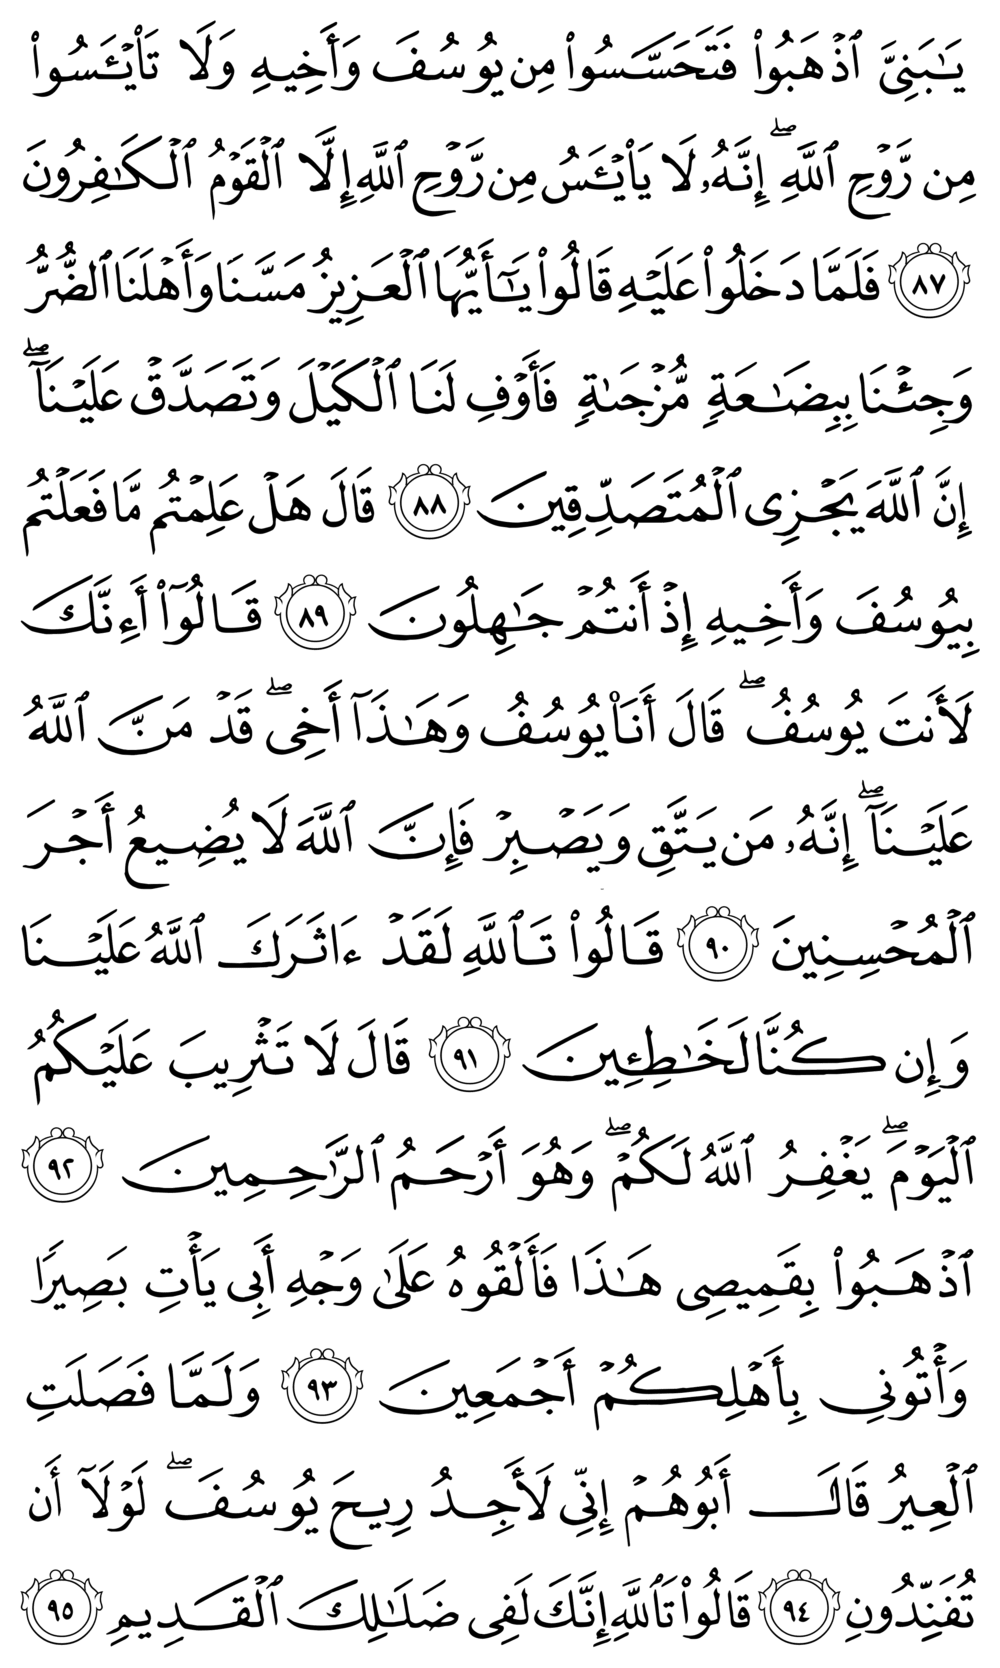 يَـٰبَنِىَّ ٱذْهَبُوا۟ فَتَحَسَّسُوا۟ مِن يُوسُفَ وَأَخِيهِ وَلَا تَا۟يْـَٔسُوا۟
مِن رَّوْحِ ٱللَّهِ ۖ إِنَّهُۥ لَا يَا۟يْـَٔسُ مِن رَّوْحِ ٱللَّهِ إِلَّا ٱلْقَوْمُ ٱلْكَـٰفِرُونَ
٨٧ فَلَمَّا دَخَلُوا۟ عَلَيْهِ قَالُوا۟ يَـٰٓأَيُّهَا ٱلْعَزِيزُ مَسَّنَا وَأَهْلَنَا ٱلضُّرُّ
وَجِئْنَا بِبِضَـٰعَةٍ مُّزْجَىٰةٍ فَأَوْفِ لَنَا ٱلْكَيْلَ وَتَصَدَّقْ عَلَيْنَآ ۖ
إِنَّ ٱللَّهَ يَجْزِى ٱلْمُتَصَدِّقِينَ ٨٨ قَالَ هَلْ عَلِمْتُم مَّا فَعَلْتُم
بِيُوسُفَ وَأَخِيهِ إِذْ أَنتُمْ جَـٰهِلُونَ ٨٩ قَالُوٓا۟ أَءِنَّكَ
لَأَنتَ يُوسُفُ ۖ قَالَ أَنَا۠ يُوسُفُ وَهَـٰذَآ أَخِى ۖ قَدْ مَنَّ ٱللَّهُ
عَلَيْنَآ ۖ إِنَّهُۥ مَن يَتَّقِ وَيَصْبِرْ فَإِنَّ ٱللَّهَ لَا يُضِيعُ أَجْرَ
ٱلْمُحْسِنِينَ ٩٠ قَالُوا۟ تَٱللَّهِ لَقَدْ ءَاثَرَكَ ٱللَّهُ عَلَيْنَا
وَإِن كُنَّا لَخَـٰطِـِٔينَ ٩١ قَالَ لَا تَثْرِيبَ عَلَيْكُمُ
ٱلْيَوْمَ ۖ يَغْفِرُ ٱللَّهُ لَكُمْ ۖ وَهُوَ أَرْحَمُ ٱلرَّٰحِمِينَ ٩٢
ٱذْهَبُوا۟ بِقَمِيصِى هَـٰذَا فَأَلْقُوهُ عَلَىٰ وَجْهِ أَبِى يَأْتِ بَصِيرًا
وَأْتُونِى بِأَهْلِكُمْ أَجْمَعِينَ ٩٣ وَلَمَّا فَصَلَتِ
ٱلْعِيرُ قَالَ أَبُوهُمْ إِنِّى لَأَجِدُ رِيحَ يُوسُفَ ۖ لَوْلَآ أَن
تُفَنِّدُونِ ٩٤ قَالُوا۟ تَٱللَّهِ إِنَّكَ لَفِى ضَلَـٰلِكَ ٱلْقَدِيمِ ٩٥